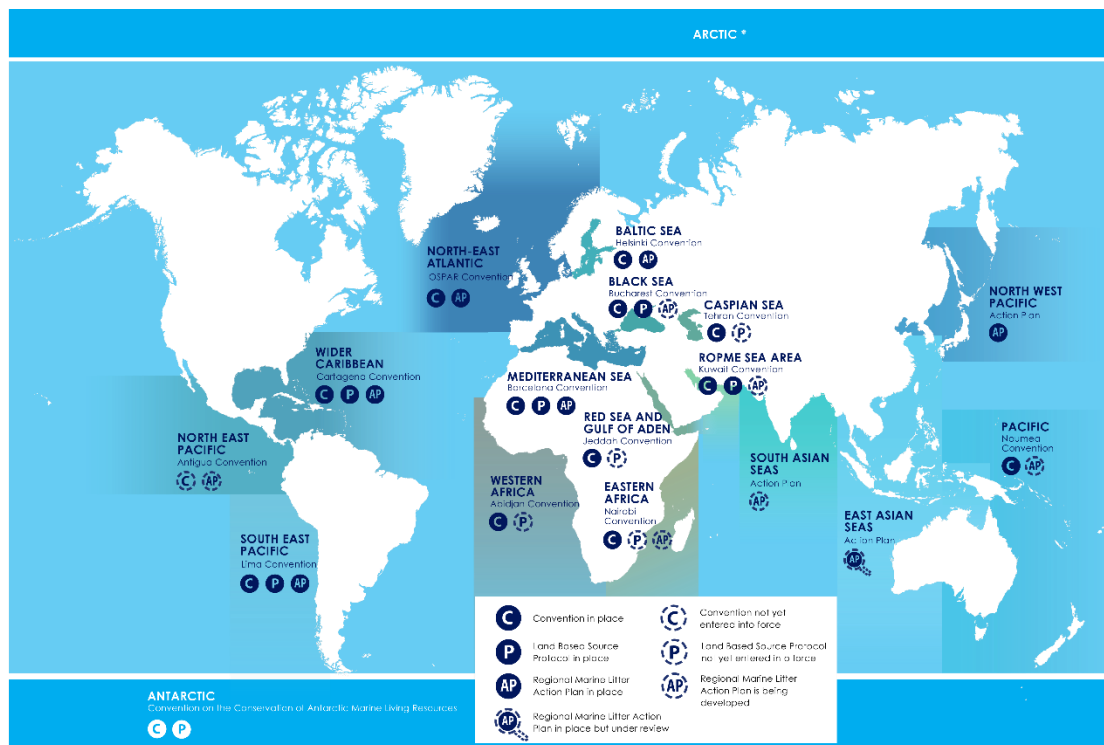 ARCTIC *
BALTIC SEA
Helsinki Convention
C AP
NORTH-EAST
ATLANTIC
OSPAR Convention
C AP
BLACK SEA
Bucharest Convention
C P AP
CASPIAN SEA
Tehran Convention
C P
NORTH WEST
PACIFIC
Action Plan
AP
WIDER
CARIBBEAN
Cartagena Convention
C P AP
ROPME SEA AREA
Kuwait Convention
C P AP
MEDITERRANEAN SEA
Barcelona Convention
C P AP
RED SEA AND
GULF OF ADEN
Jeddah Convention
C P
NORTH EAST
PACIFIC
Antigua Convention
C AP
PACIFIC
Noumea Convention
C AP
SOUTH ASIAN
SEAS
Action Plan
AP
WESTERN
AFRICA
Abidjan Convention
C P
EASTERN
AFRICA
Nairobi
Convention
C P AP
EAST ASIAN
SEAS
Action Plan
AP
SOUTH EAST
PACIFIC
Lima Convention
C P AP
C Convention in place
P Land Based Source
Protocol in place
AP Regional Marine Litter
Action Plan in place
AP Regional Marine Litter Action
Plan in place but under review
C Convention not yet
entered into force
P Land Based Source Protocol
not yet entered in o force
AP Regional Marine Litter
Action Plan is being
developed
ANTARCTIC
Convention on the Conservation of Antarctic Marine Living Resources
C P